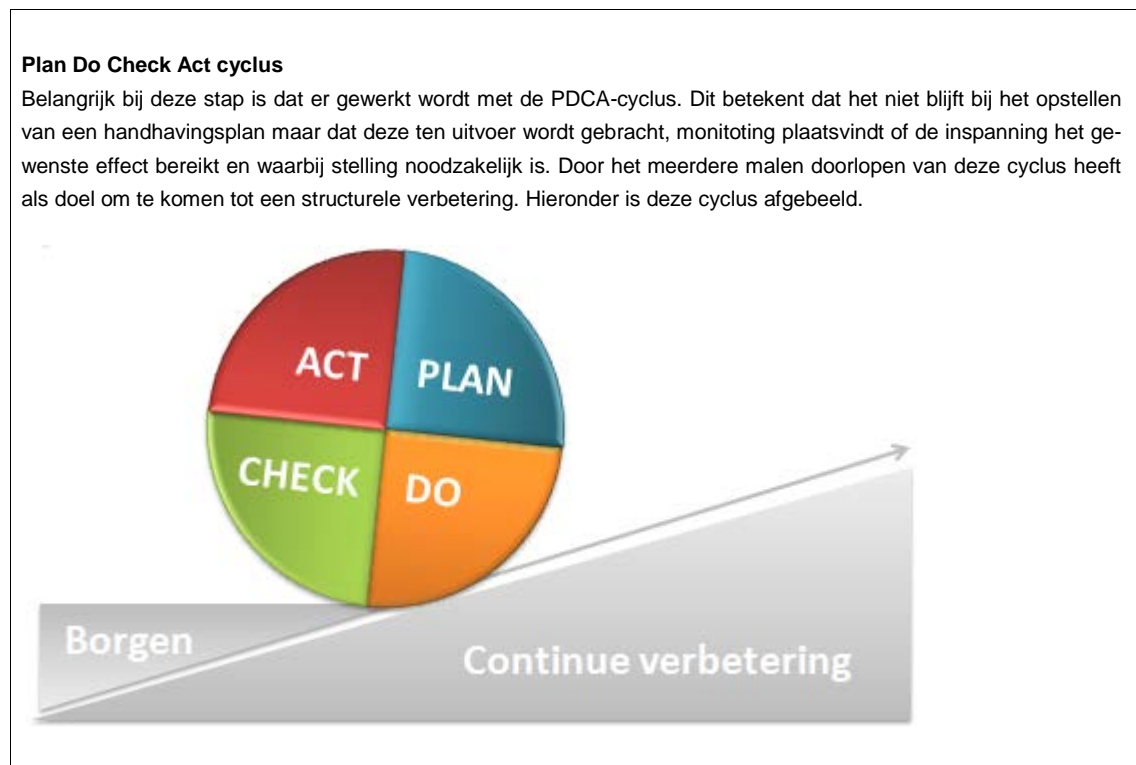 Plan Do Check Act cyclus
Belangrijk bij deze stap is dat er gewerkt wordt met de PDCA-cyclus. Dit betekent dat het niet blijft bij het opstellen
van een handhavingsplan maar dat deze ten uitvoer wordt gebracht, monitoting plaatsvindt of de inspanning het ge-
wenste effect bereikt en waarbij stelling noodzakelijk is. Door het meerdere malen doorlopen van deze cyclus heeft
als doel om te komen tot een structurele verbetering. Hieronder is deze cyclus afgebeeld.
ACT
PLAN
CHECK
DO
Borgen
Continue verbetering